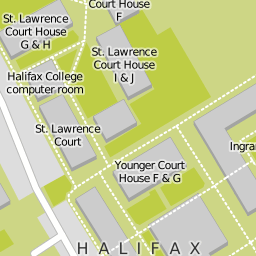 Court House
F
St. Lawrence
Court House
G & H
St. Lawrence
Court House
I & J
Halifax College
computer room
St. Lawrence
Court
Ingra
Younger Court
House F & G
HALIFAX